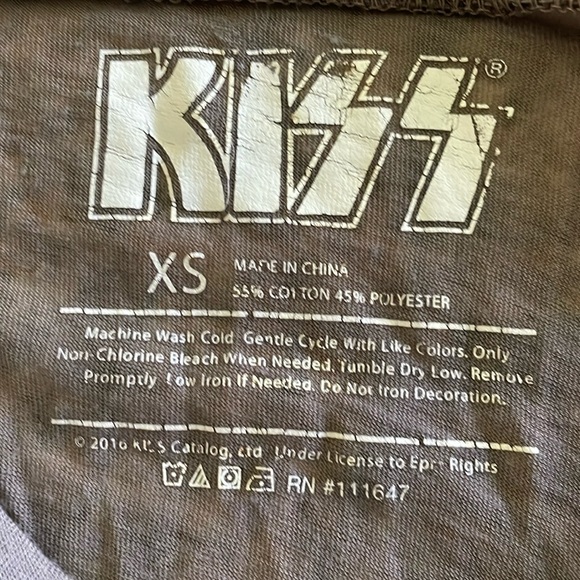 KISS®
XS
MADE IN CHINA
55% COTTON 45% POLYESTER
Machine Wash Cold Gentle Cycle With Like Colors. Only
Non-Chlorine Bleach When Needed. Tumble Dry Low. Remove
Promptly Low Iron If Needed. Do Not Iron Decoration.
© 2016 KISS Catalog, Ltd Under License to Epic Rights
RN #111647